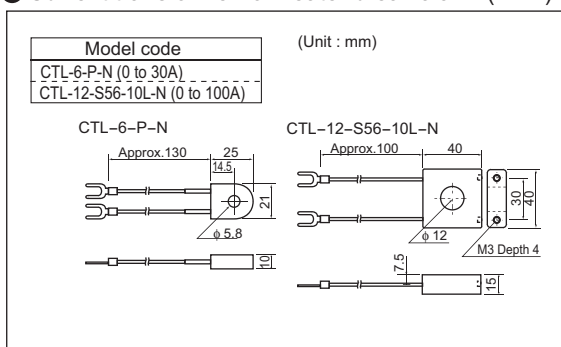 (Unit : mm)
Model code
CTL-6-P-N (0 to 30A)
CTL-12-S56-10L-N (0 to 100A)
CTL-6-P-N
Approx.130
25
14.5
21
ϕ 5.8
10
CTL-12-S56-10L-N
Approx.100
40
30
40
ϕ 12
M3 Depth 4
7.5
15